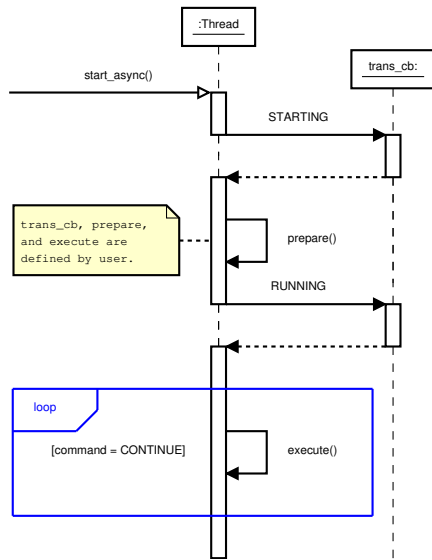 :Thread
trans_cb:
start_async()
STARTING
trans_cb, prepare,
and execute are
defined by user.
prepare()
RUNNING
loop
[command = CONTINUE]
execute()